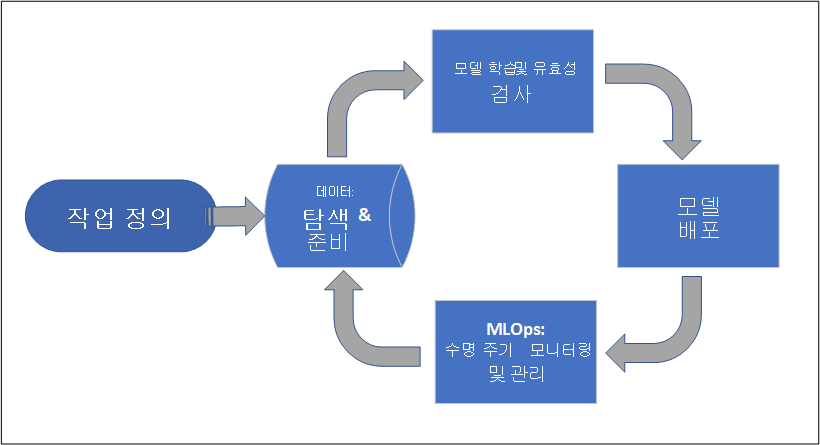 작업 정의
데이터:
탐색 &
준비
모델 학습및 유효성
검사
모델
배포
MLOps:
수명 주기 모니터링
및 관리